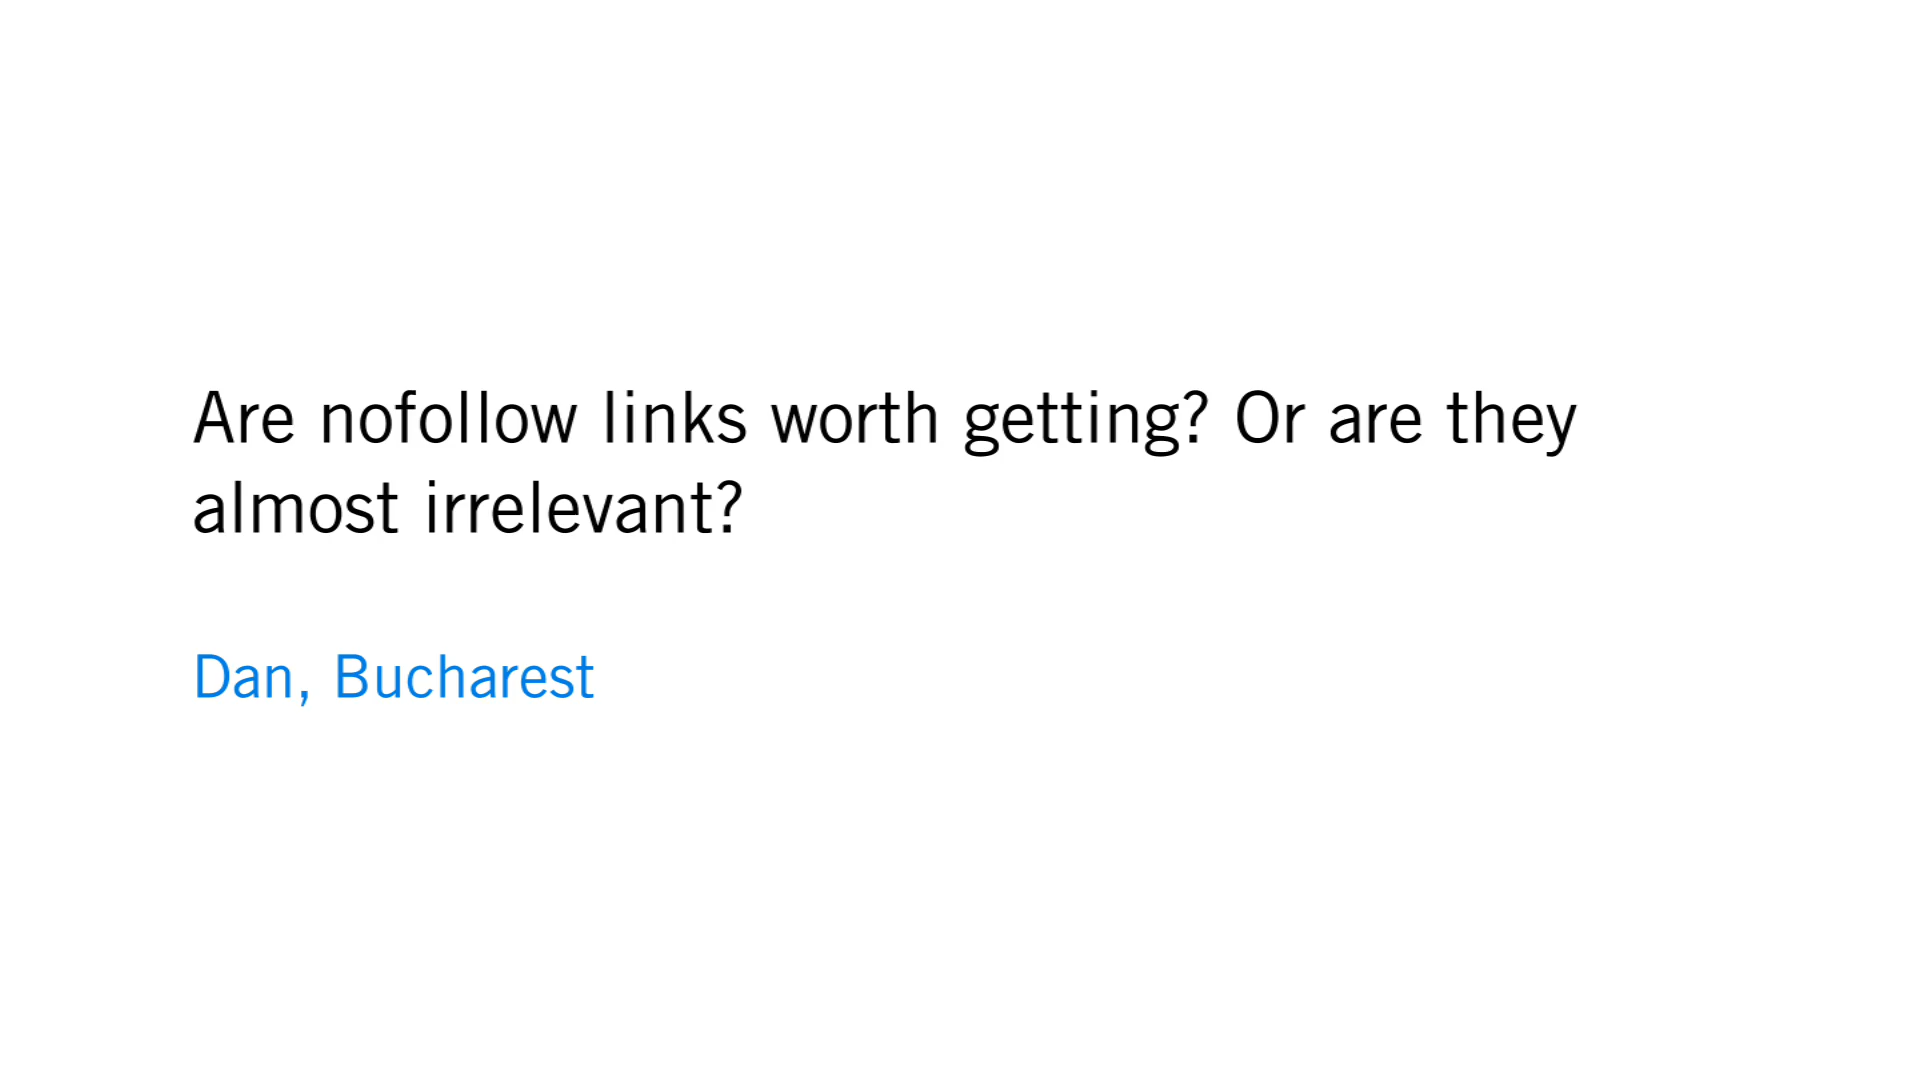 Are nofollow links worth getting? Or are they
almost irrelevant?
Dan, Bucharest